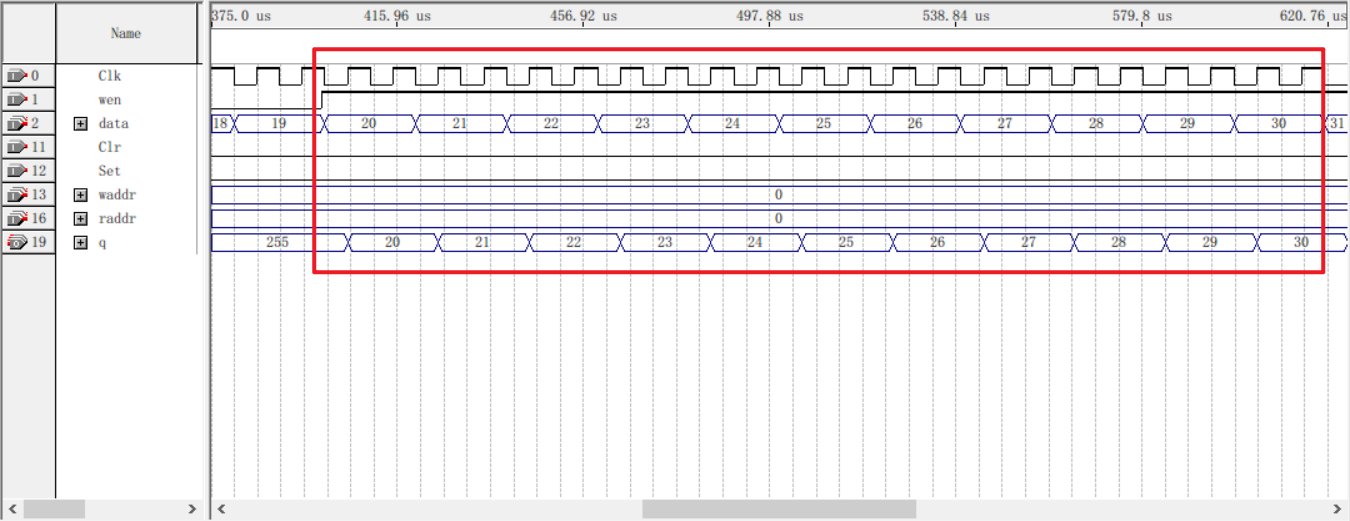 375.0 us 415.96 us 456.92 us 497.88 us 538.84 us 579.8 us 620.76 us
Name
0 Clk
1 wen
2 data 18 19 20 21 22 23 24 25 26 27 28 29 30 31
11 Clr
12 Set
13 waddr 0
16 raddr 0
19 q 255 20 21 22 23 24 25 26 27 28 29 30